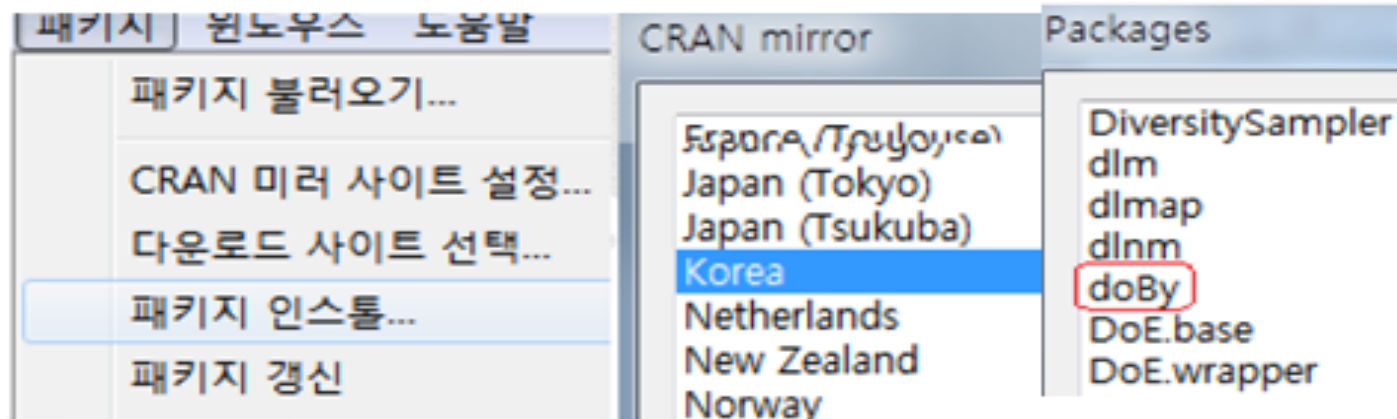 패키지 윈도우스 도움말
패키지 불러오기...
CRAN 미러 사이트 설정...
다운로드 사이트 선택...
패키지 인스톨...
패키지 갱신
CRAN mirror
France (Toulouse)
Japan (Tokyo)
Japan (Tsukuba)
Korea
Netherlands
New Zealand
Norway
Packages
DiversitySampler
dlm
dlmap
dlnm
doBy
DoE.base
DoE.wrapper